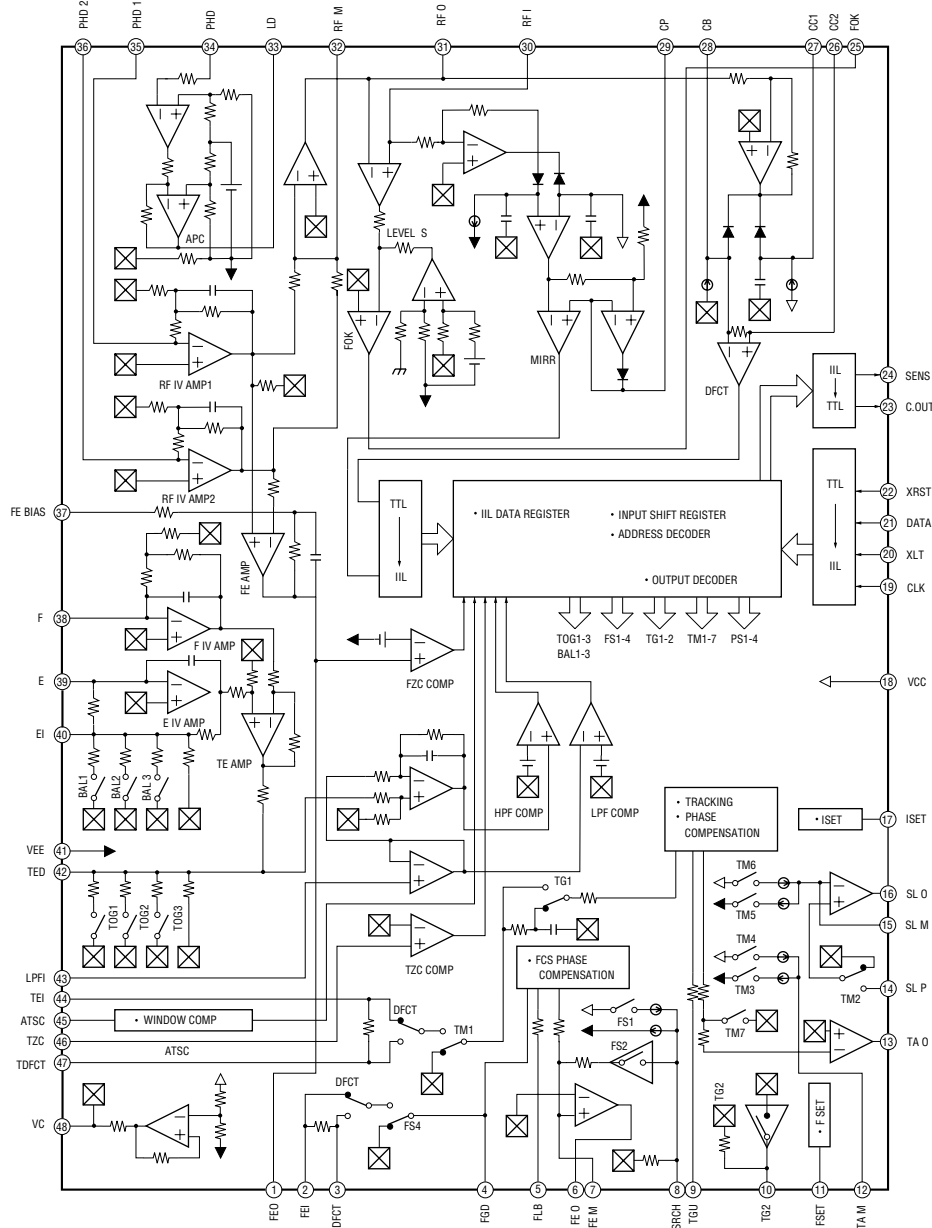 PHD 2
PHD 1
PHD
LD
RF M
RF O
RF I
CP
CB
CC1
CC2
FOK
36
35
34
33
32
31
30
29
28
27
26
25
APC
LEVEL S
FOK
MIRR
DFCT
RF IV AMP1
RF IV AMP2
IIL
TTL
24 SENS
23 C.OUT
TTL
IIL
22 XRST
21 DATA
20 XLT
19 CLK
TTL
IIL
• IIL DATA REGISTER
• INPUT SHIFT REGISTER
• ADDRESS DECODER
• OUTPUT DECODER
FE BIAS 37
FE AMP
TOG1-3
BAL1-3
FS1-4
TG1-2
TM1-7
PS1-4
F 38
F IV AMP
FZC COMP
E 39
E IV AMP
18 VCC
EI 40
TE AMP
BAL1
BAL2
BAL 3
HPF COMP
LPF COMP
• TRACKING
• PHASE
COMPENSATION
• ISET
17 ISET
VEE 41
TED 42
TOG1
TOG2
TOG3
TG1
TM6
TM5
16 SL O
15 SL M
TZC COMP
TM4
TM3
TM2
14 SL P
LPFI 43
• FCS PHASE
COMPENSATION
TEI 44
ATSC 45
• WINDOW COMP
TZC 46
ATSC
TDFCT 47
DFCT
TM1
FS1
FS2
TM7
13 TA O
VC 48
DFCT
FS4
TG2
• F SET
1
2
3
4
5
6
7
8
9
10
11
12
FEO
FEI
DFCT
FGD
FLB
FE O
FE M
SRCH
TGU
TG2
FSET
TA M